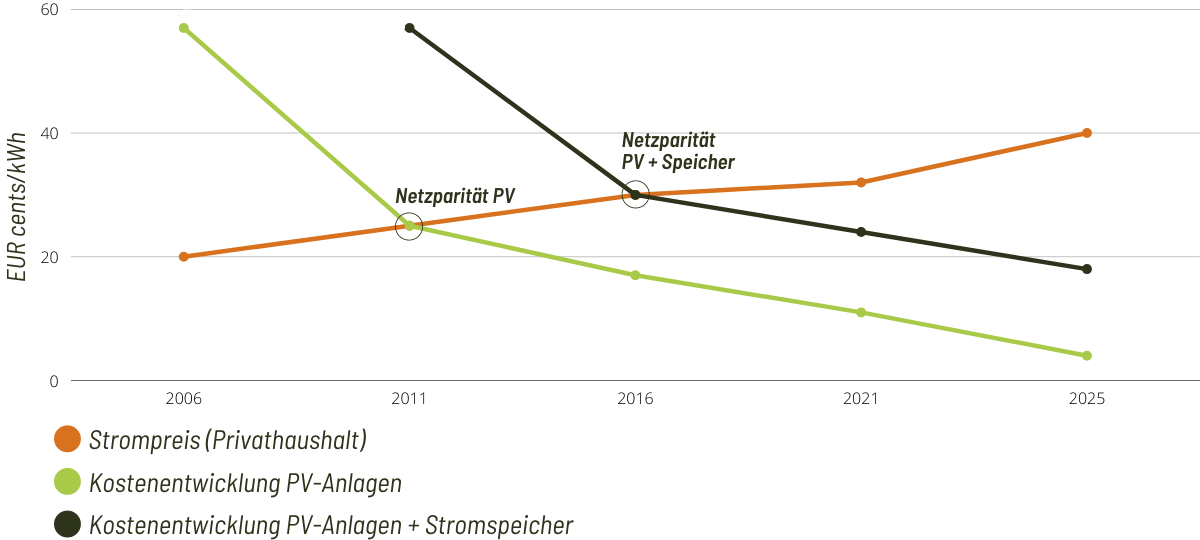 60
40
20
0
EUR cents/kWh
Netzparität PV
Netzparität
PV + Speicher
2006
2011
2016
2021
2025
Strompreis (Privathaushalt)
Kostenentwicklung PV-Anlagen
Kostenentwicklung PV-Anlagen + Stromspeicher